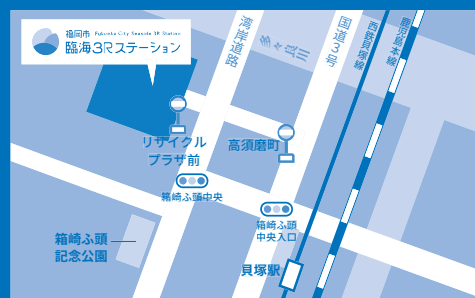 福岡市 Fukuoka City Seaside 3R Station
臨海3Rステーション
湾岸道路
多々良川
国道3号
西鉄貝塚線
鹿児島本線
リサイクル
プラザ前
高須磨町
箱崎ふ頭中央
箱崎ふ頭
中央入口
箱崎ふ頭
記念公園
貝塚駅